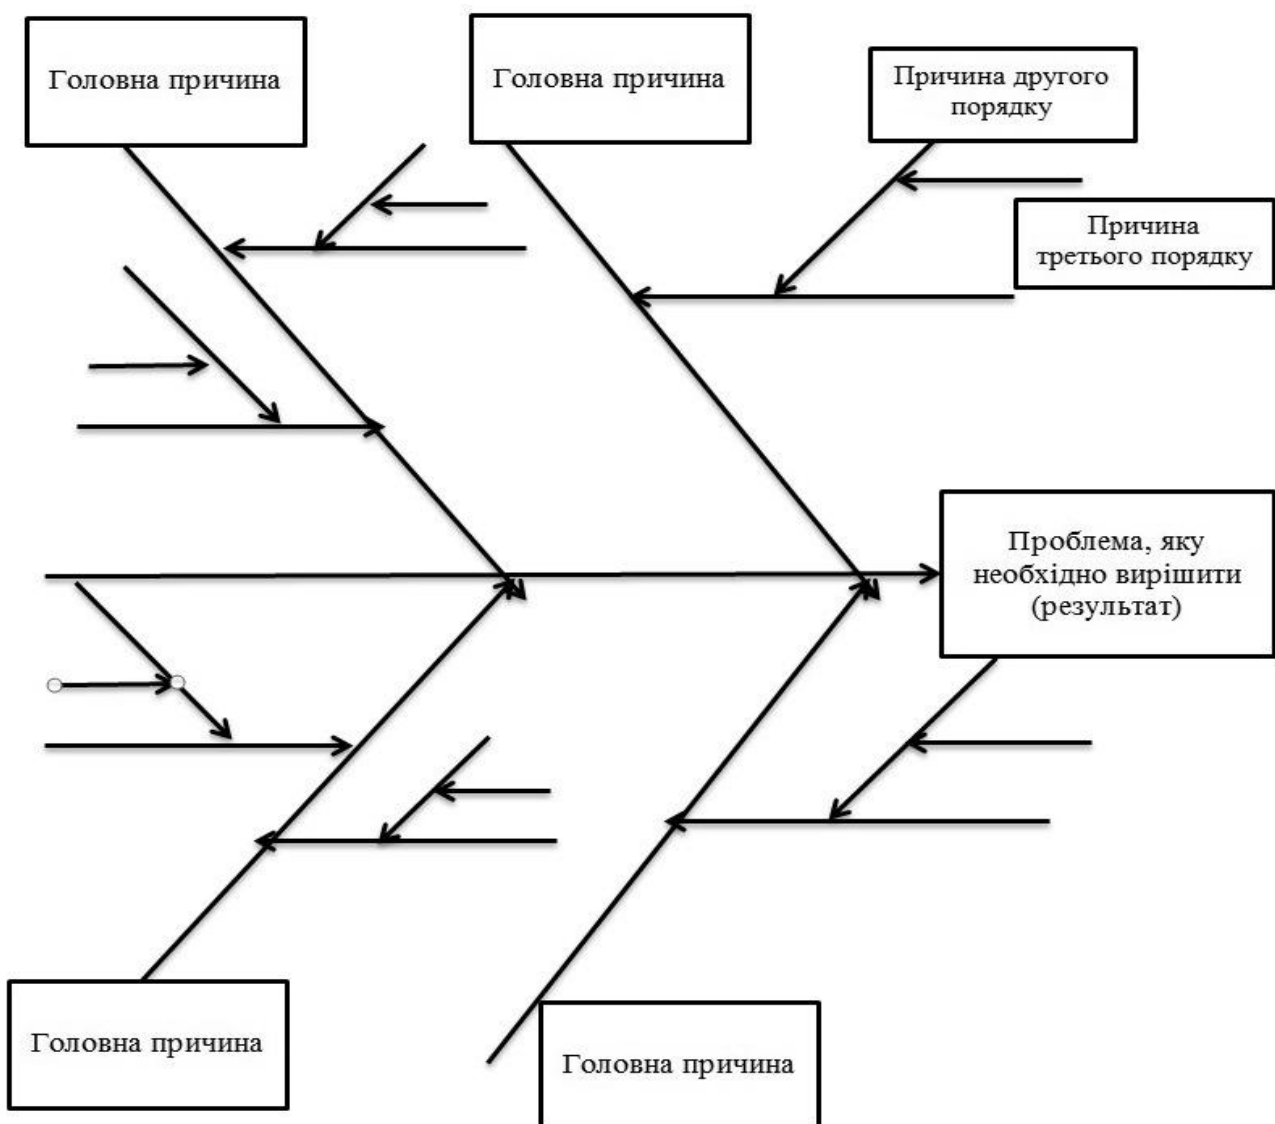 Головна причина
Головна причина
Причина другого
порядку
Причина
третього порядку
Проблема, яку
необхідно вирішити
(результат)
Головна причина
Головна причина